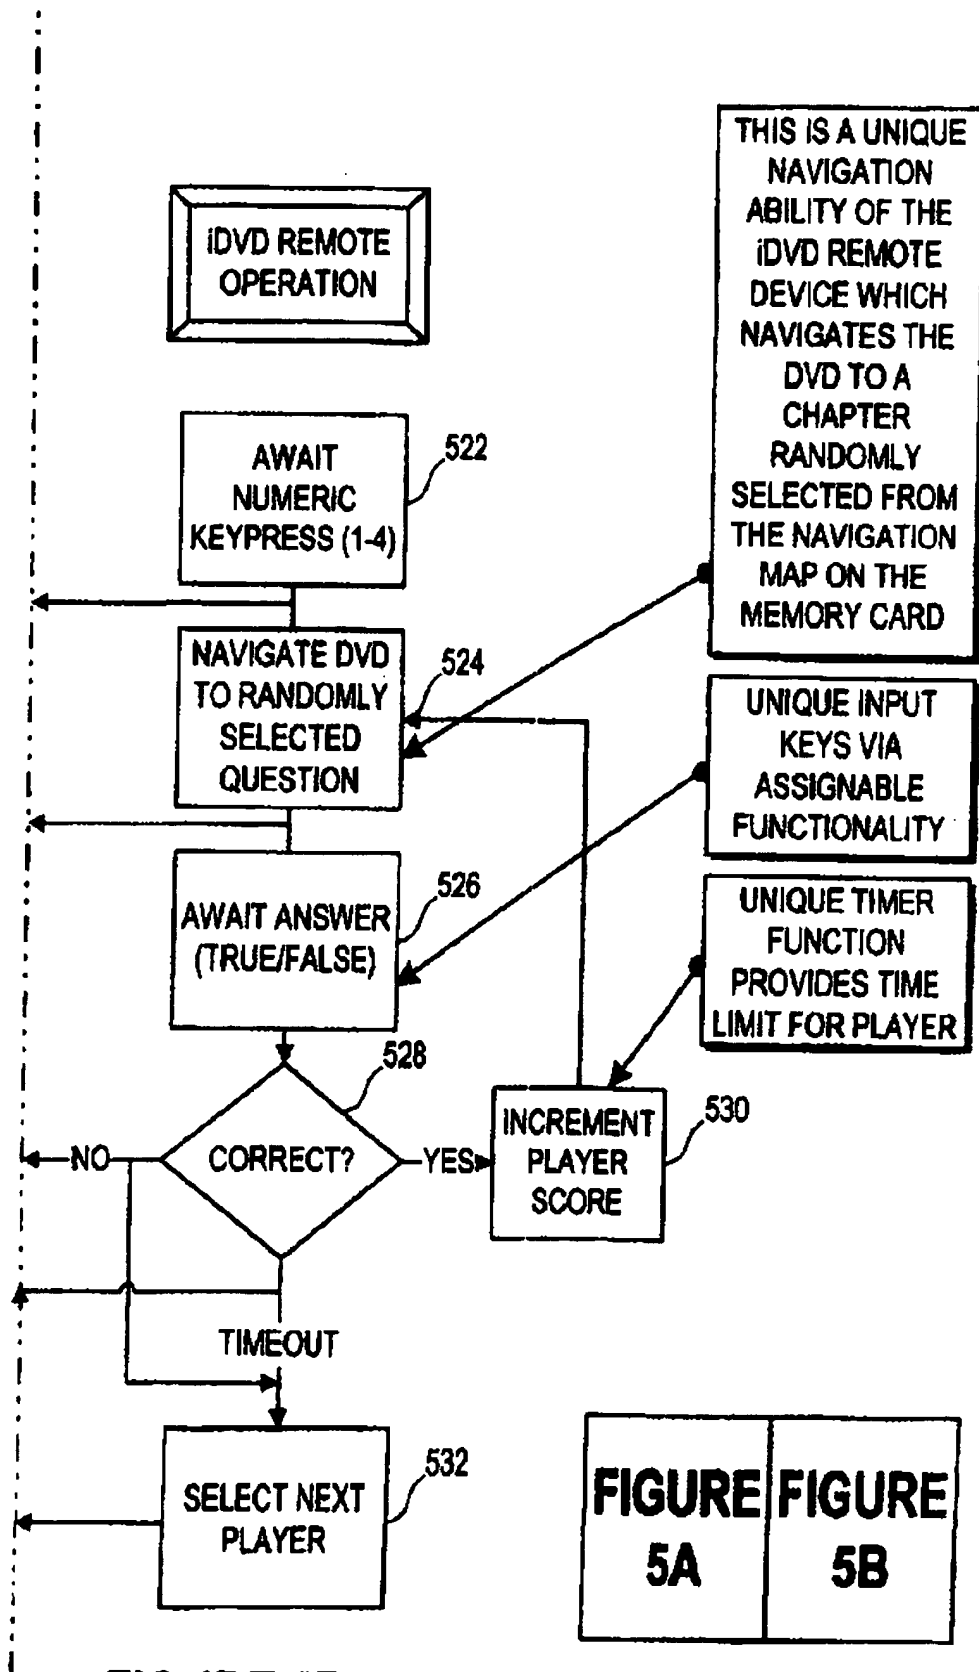 iDVD REMOTE
OPERATION
AWAIT
NUMERIC
KEYPRESS (1-4)
522
NAVIGATE DVD
TO RANDOMLY
SELECTED
QUESTION
524
AWAIT ANSWER
(TRUE/FALSE)
526
CORRECT?
528
NO
YES
INCREMENT
PLAYER
SCORE
530
TIMEOUT
SELECT NEXT
PLAYER
532
THIS IS A UNIQUE
NAVIGATION
ABILITY OF THE
iDVD REMOTE
DEVICE WHICH
NAVIGATES THE
DVD TO A
CHAPTER
RANDOMLY
SELECTED FROM
THE NAVIGATION
MAP ON THE
MEMORY CARD
UNIQUE INPUT
KEYS VIA
ASSIGNABLE
FUNCTIONALITY
UNIQUE TIMER
FUNCTION
PROVIDES TIME
LIMIT FOR PLAYER
FIGURE
5A
FIGURE
5B